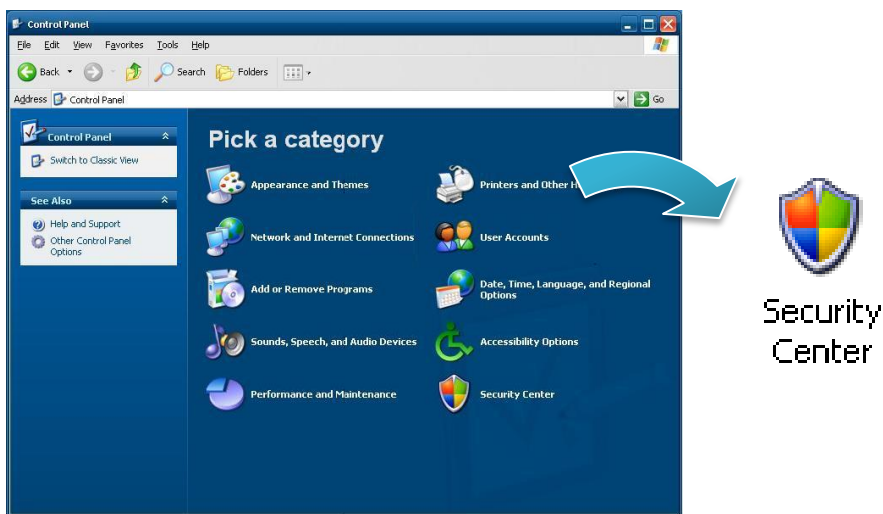 Control Panel
File Edit View Favorites Tools Help
Back Search Folders
Address Control Panel Go
Control Panel
Switch to Classic View
See Also
Help and Support
Other Control Panel
Options
Pick a category
Appearance and Themes
Printers and Other
Network and Internet Connections
User Accounts
Add or Remove Programs
Date, Time, Language, and Regional
Options
Sounds, Speech, and Audio Devices
Accessibility Options
Performance and Maintenance
Security Center
Security
Center